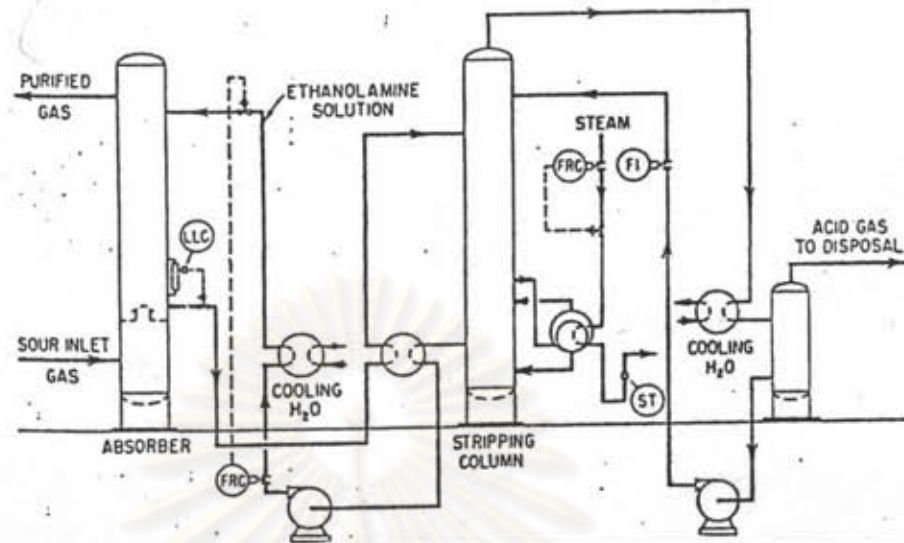 PURIFIED
GAS
ETHANOLAMINE
SOLUTION
STEAM
FRC
FI
LLC
ACID GAS
TO DISPOSAL
SOUR INLET
GAS
COOLING
H₂O
COOLING
H₂O
ST
ABSORBER
STRIPPING
COLUMN
FRC